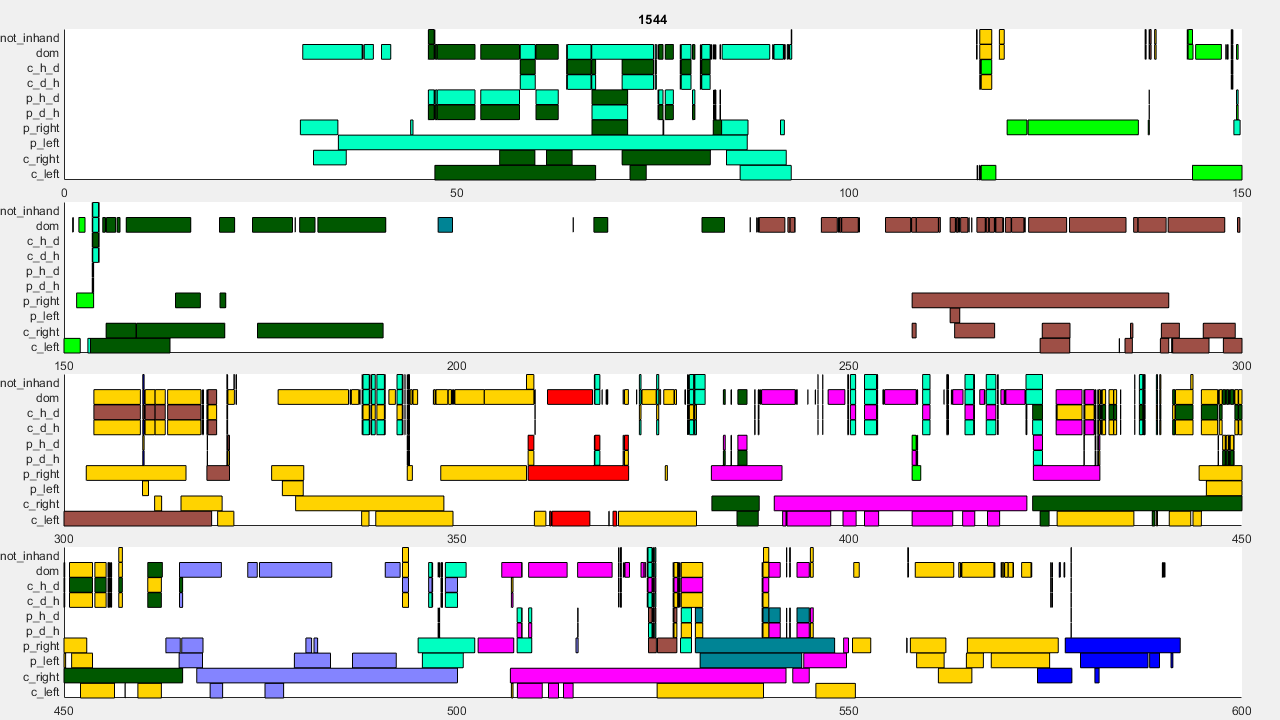 1544
not_inhand
dom
c_h_d
c_d_h
p_h_d
p_d_h
p_right
p_left
c_right
c_left
0 50 100 150
not_inhand
dom
c_h_d
c_d_h
p_h_d
p_d_h
p_right
p_left
c_right
c_left
150 200 250 300
not_inhand
dom
c_h_d
c_d_h
p_h_d
p_d_h
p_right
p_left
c_right
c_left
300 350 400 450
not_inhand
dom
c_h_d
c_d_h
p_h_d
p_d_h
p_right
p_left
c_right
c_left
450 500 550 600